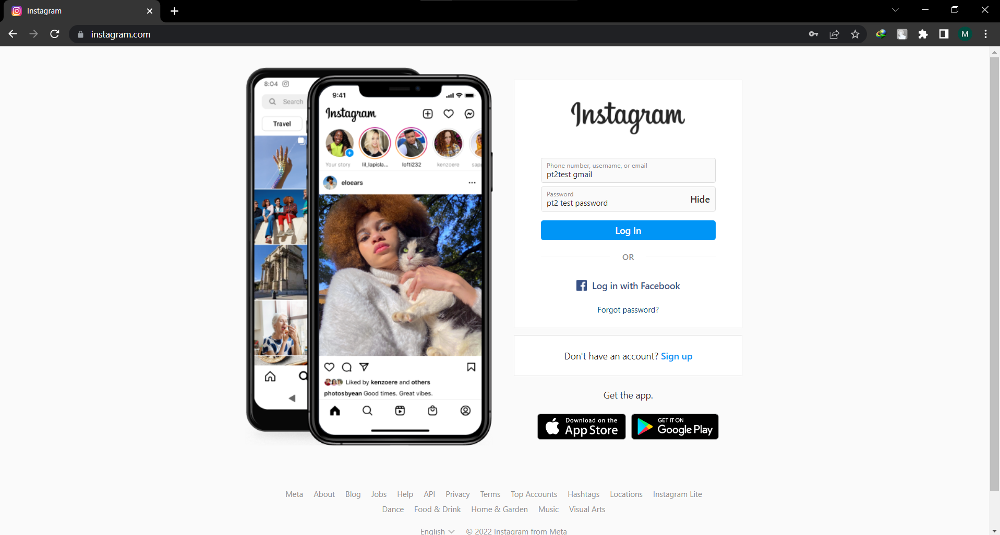 Instagram
instagram.com
M
8:04
Search
Travel
9:41
Instagram
Your story lil_lapisla... lofti232 kenzoere sapp
eloears
Liked by kenzoere and others
photosbyean Good times. Great vibes.
Instagram
Phone number, username, or email
pt2test gmail
Password
pt2 test password
Hide
Log In
OR
Log in with Facebook
Forgot password?
Don't have an account? Sign up
Get the app.
Download on the
App Store
GET IT ON
Google Play
Meta About Blog Jobs Help API Privacy Terms Top Accounts Hashtags Locations Instagram Lite
Dance Food & Drink Home & Garden Music Visual Arts
English © 2022 Instagram from Meta